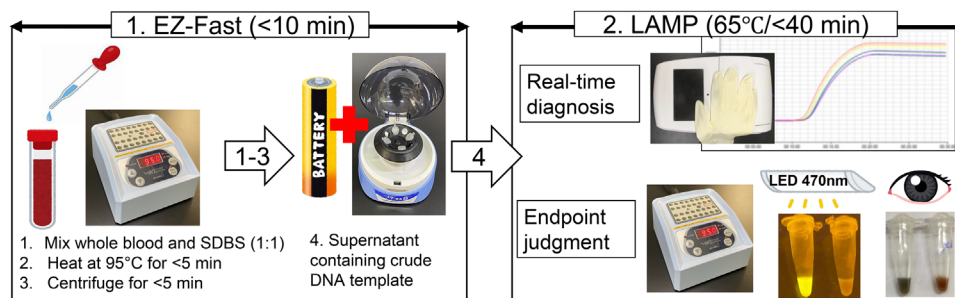 1. EZ-Fast (<10 min)
2. LAMP (65℃/<40 min)
Real-time
diagnosis
BATTERY
1-3
4
LED 470nm
Endpoint
judgment
1. Mix whole blood and SDBS (1:1)
2. Heat at 95°C for <5 min
3. Centrifuge for <5 min
4. Supernatant
containing crude
DNA template